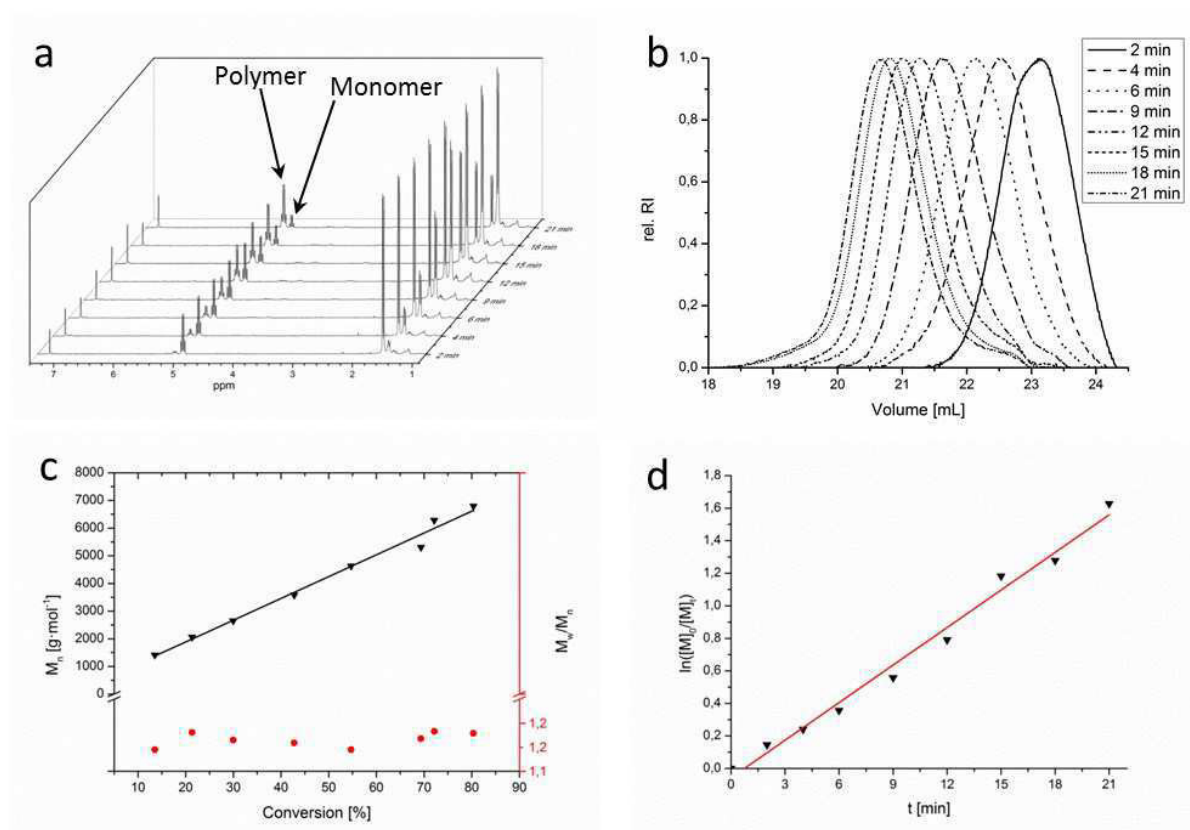 a
Polymer
Monomer
21 min
18 min
15 min
12 min
9 min
6 min
4 min
2 min
7 6 5 4 3 2 1
ppm
b
2 min
4 min
6 min
9 min
12 min
15 min
18 min
21 min
1,0
0,8
0,6
0,4
0,2
0,0
rel. RI
18 19 20 21 22 23 24
Volume [mL]
c
8000
7000
6000
5000
4000
3000
2000
1000
0
Mn [g·mol-1]
Mw/Mn
1,2
1,2
1,1
10 20 30 40 50 60 70 80 90
Conversion [%]
d
1,8
1,6
1,4
1,2
1,0
0,8
0,6
0,4
0,2
0,0
ln([M]0/[M]t)
0 3 6 9 12 15 18 21
t [min]